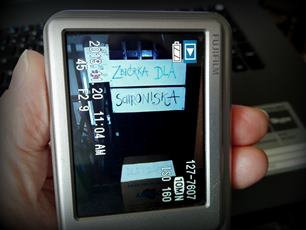 FUJIFILM
ZBIÓRKA DLA
SCHRONISKA
127-7607
ISO 160
20 11:04 AM
45 F2.9